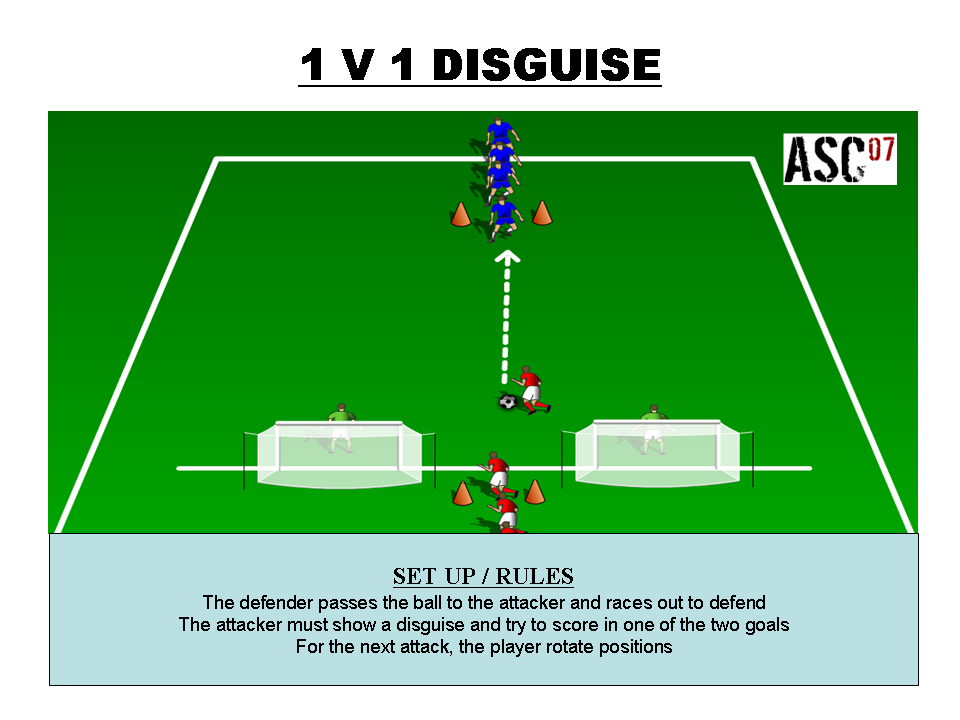 1 V 1 DISGUISE
ASC 07
SET UP / RULES
The defender passes the ball to the attacker and races out to defend
The attacker must show a disguise and try to score in one of the two goals
For the next attack, the player rotate positions